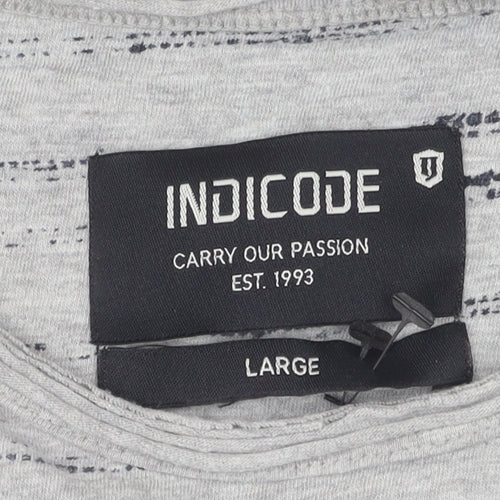 INDICODE
CARRY OUR PASSION
EST. 1993
LARGE